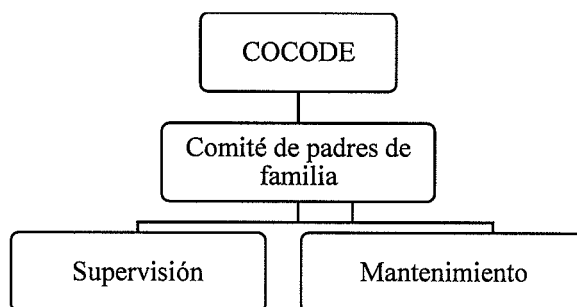 COCODE
Comité de padres de
familia
Supervisión
Mantenimiento